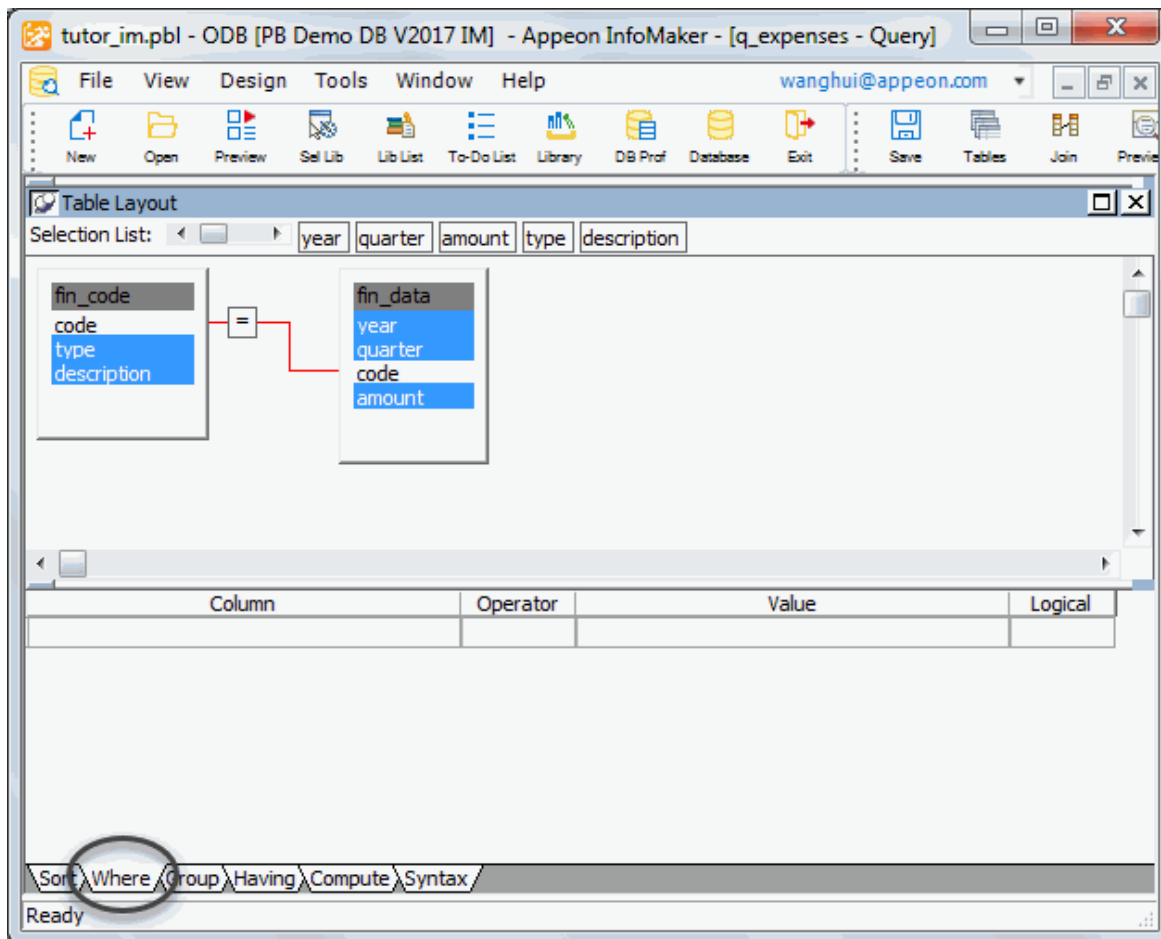 tutor_im.pbl - ODB [PB Demo DB V2017 IM]  - Appeon InfoMaker - [q_expenses - Query]
File View Design Tools Window Help wanghui@appeon.com
New Open Preview Sel Lib Lib List To-Do List Library DB Prof Database Exit Save Tables Join Previe
Table Layout
Selection List: year quarter amount type description
fin_code
code
type
description
=
fin_data
year
quarter
code
amount
Column Operator Value Logical
Sort Where Group Having Compute Syntax
Ready